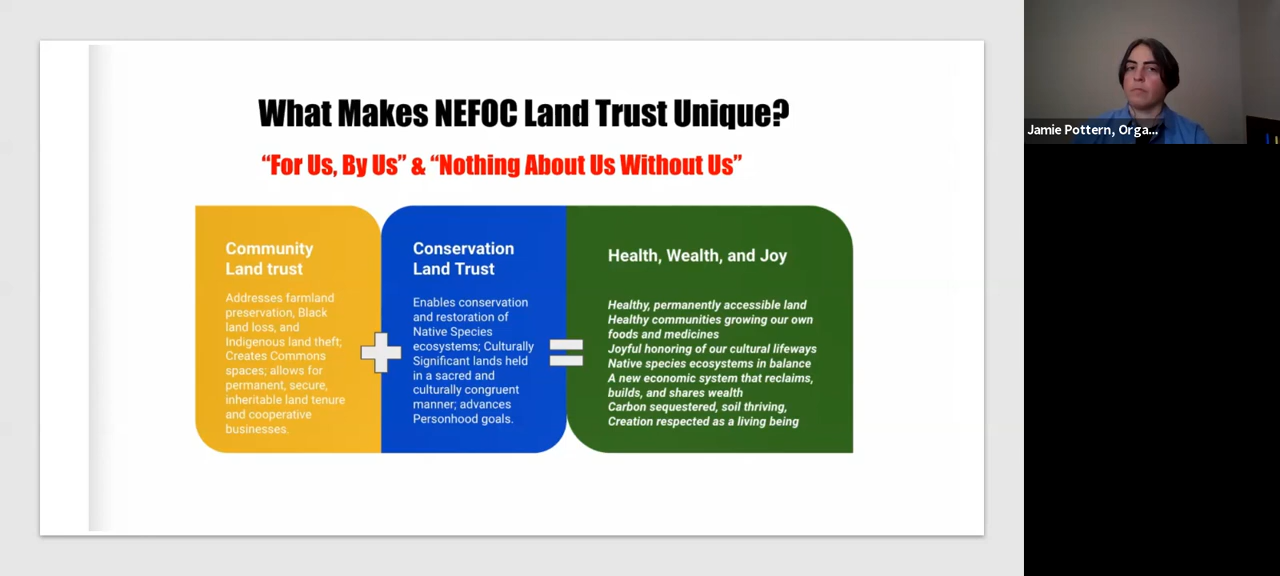 What Makes NEFOC Land Trust Unique?
“For Us, By Us” & “Nothing About Us Without Us”
Community
Land trust
Addresses farmland
preservation, Black
land loss, and
Indigenous land theft;
Creates Commons
spaces; allows for
permanent, secure,
inheritable land tenure
and cooperative
businesses.
Conservation
Land Trust
Enables conservation
and restoration of
Native Species
ecosystems; Culturally
Significant lands held
in a sacred and
culturally congruent
manner; advances
Personhood goals.
Health, Wealth, and Joy
Healthy, permanently accessible land
Healthy communities growing our own
foods and medicines
Joyful honoring of our cultural lifeways
Native species ecosystems in balance
A new economic system that reclaims,
builds, and shares wealth
Carbon sequestered, soil thriving,
Creation respected as a living being
Jamie Pottern, Orga...